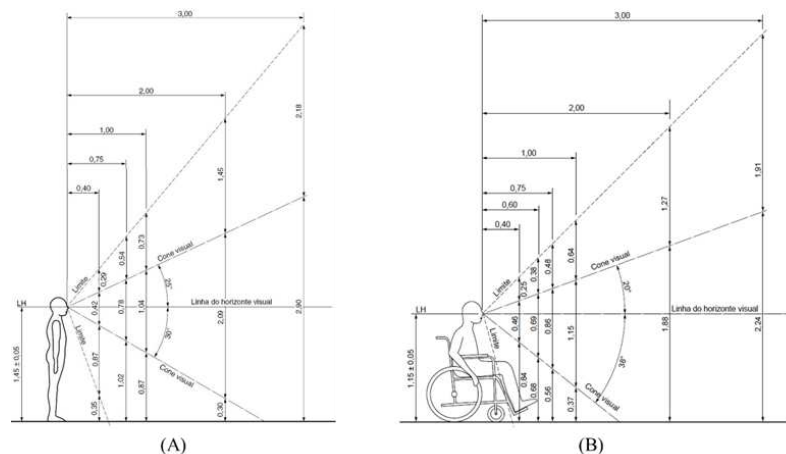 3,00
2,00
1,00
0,75
0,40
2,18
1,45
0,73
0,54
0,29
Limite
Cone visual
25°
LH
Linha do horizonte visual
0,42
0,78
1,04
2,09
2,90
30°
Limite
Cone visual
0,87
1,02
0,87
0,35
0,30
1,45 ± 0,05
(A)
3,00
2,00
1,00
0,75
0,60
0,40
1,91
1,27
0,64
0,48
0,38
0,25
Limite
Cone visual
20°
LH
Linha do horizonte visual
0,46
0,69
0,86
1,15
1,88
2,24
38°
Limite
Cone visual
0,84
0,68
0,56
0,37
1,15 ± 0,05
(B)